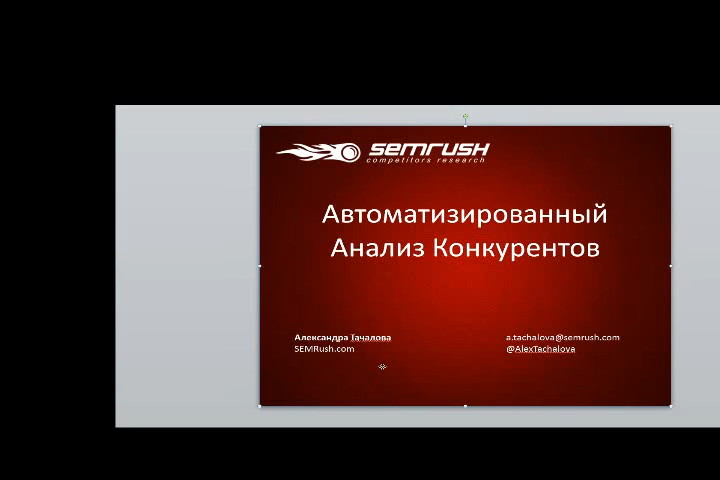 semrush
competitors research
Автоматизированный
Анализ Конкурентов
Александра Тачалова
SEMRush.com
a.tachalova@semrush.com
@AlexTachalova